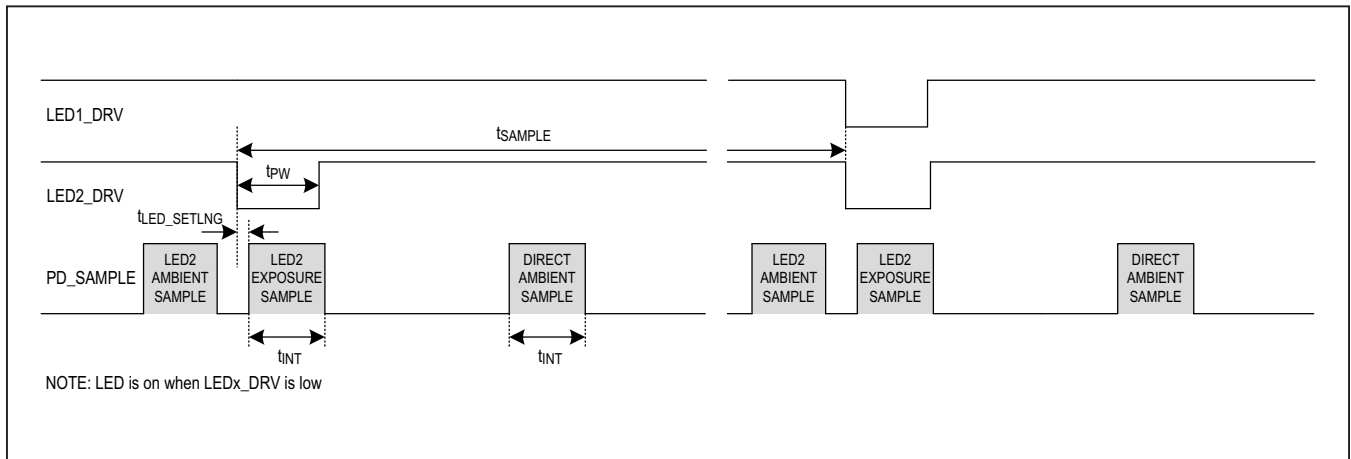 LED1_DRV
tSAMPLE
tPW
LED2_DRV
tLED_SETLNG
PD_SAMPLE
LED2
AMBIENT
SAMPLE
LED2
EXPOSURE
SAMPLE
DIRECT
AMBIENT
SAMPLE
LED2
AMBIENT
SAMPLE
LED2
EXPOSURE
SAMPLE
DIRECT
AMBIENT
SAMPLE
tINT
tINT
NOTE: LED is on when LEDx_DRV is low